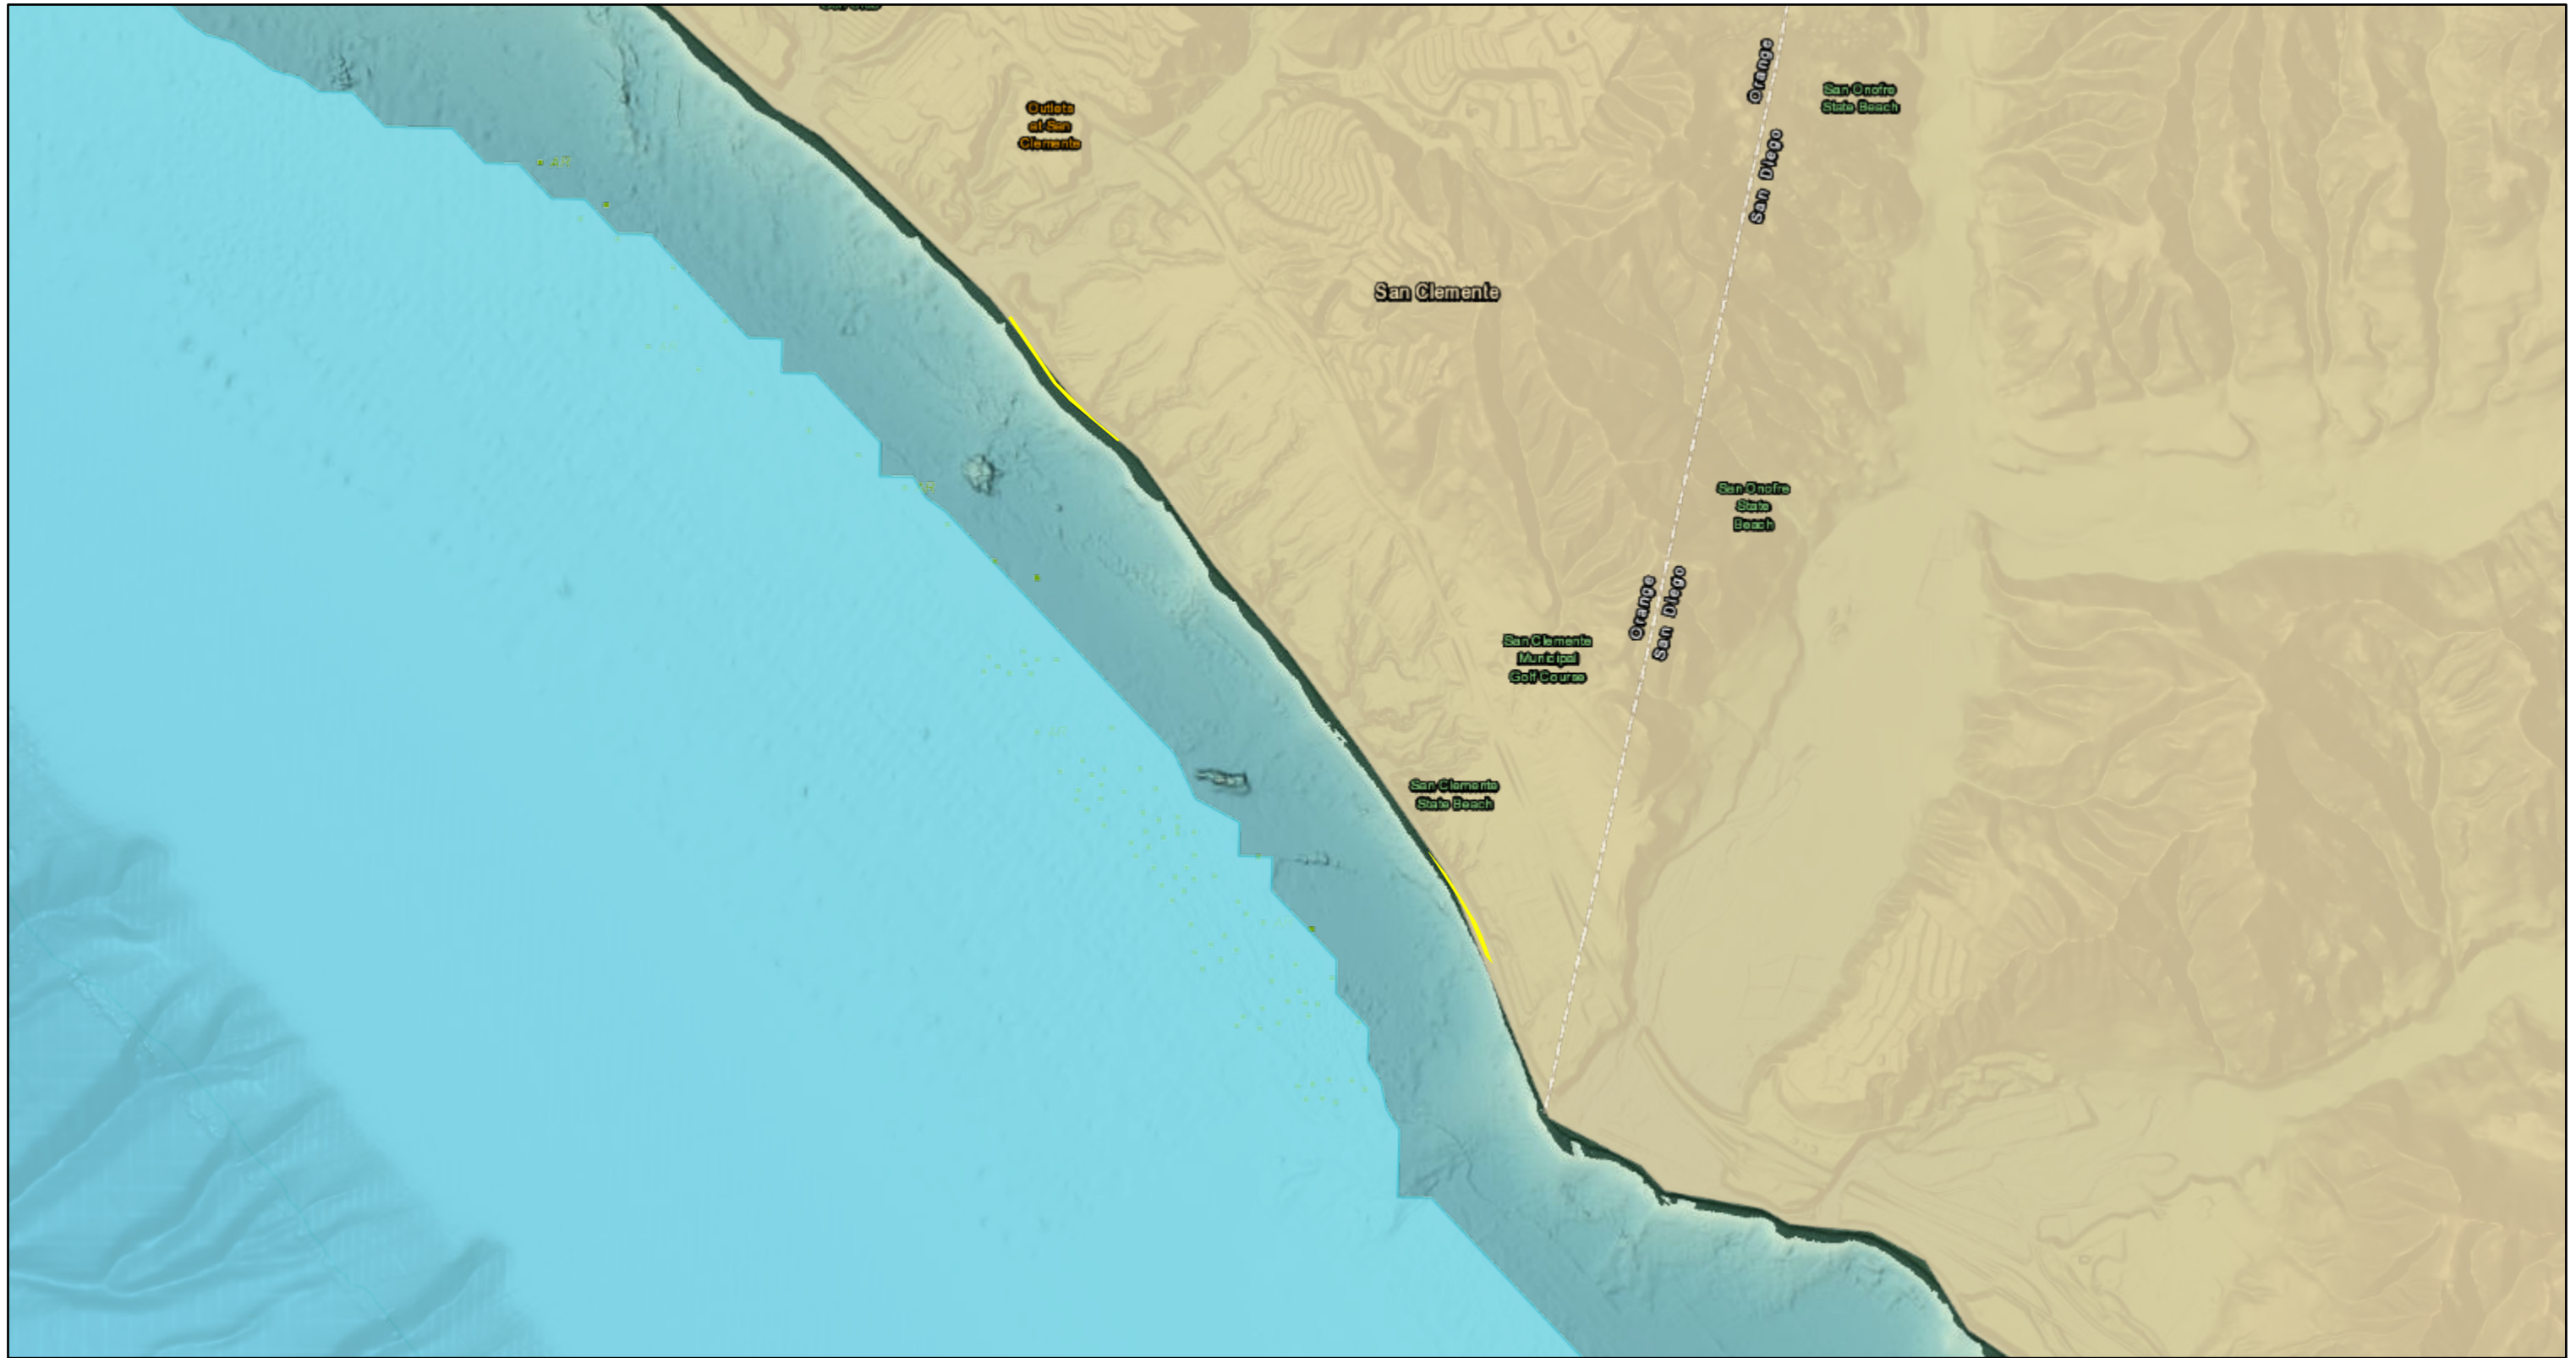 Outlets
at San
Clemente
Orange
San Diego
San Onofre
State Beach
San Clemente
San Onofre
State
Beach
Orange
San Diego
San Clemente
Municipal
Golf Course
San Clemente
State Beach